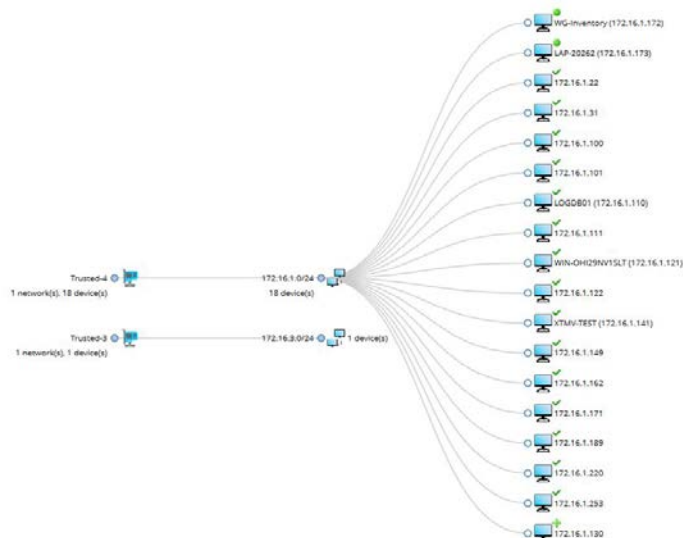 WG-Inventory (172.16.1.172)
LAP-20262 (172.16.1.173)
172.16.1.22
172.16.1.31
172.16.1.100
172.16.1.101
LOGDB01 (172.16.1.110)
172.16.1.111
WIN-OHI29NV1SLT (172.16.1.121)
Trusted-4
172.16.1.0/24
1 network(s), 18 device(s)
18 device(s)
172.16.1.122
XTMV-TEST (172.16.1.141)
Trusted-3
172.16.3.0/24
1 device(s)
1 network(s), 1 device(s)
172.16.1.149
172.16.1.162
172.16.1.171
172.16.1.189
172.16.1.220
172.16.1.253
172.16.1.130